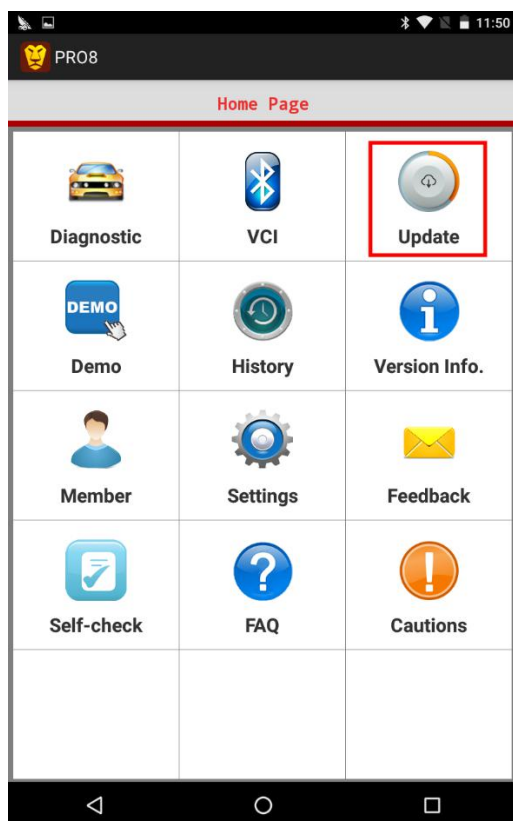 11:50
PRO8
Home Page
Diagnostic
VCI
Update
DEMO
Demo
History
Version Info.
Member
Settings
Feedback
Self-check
FAQ
Cautions